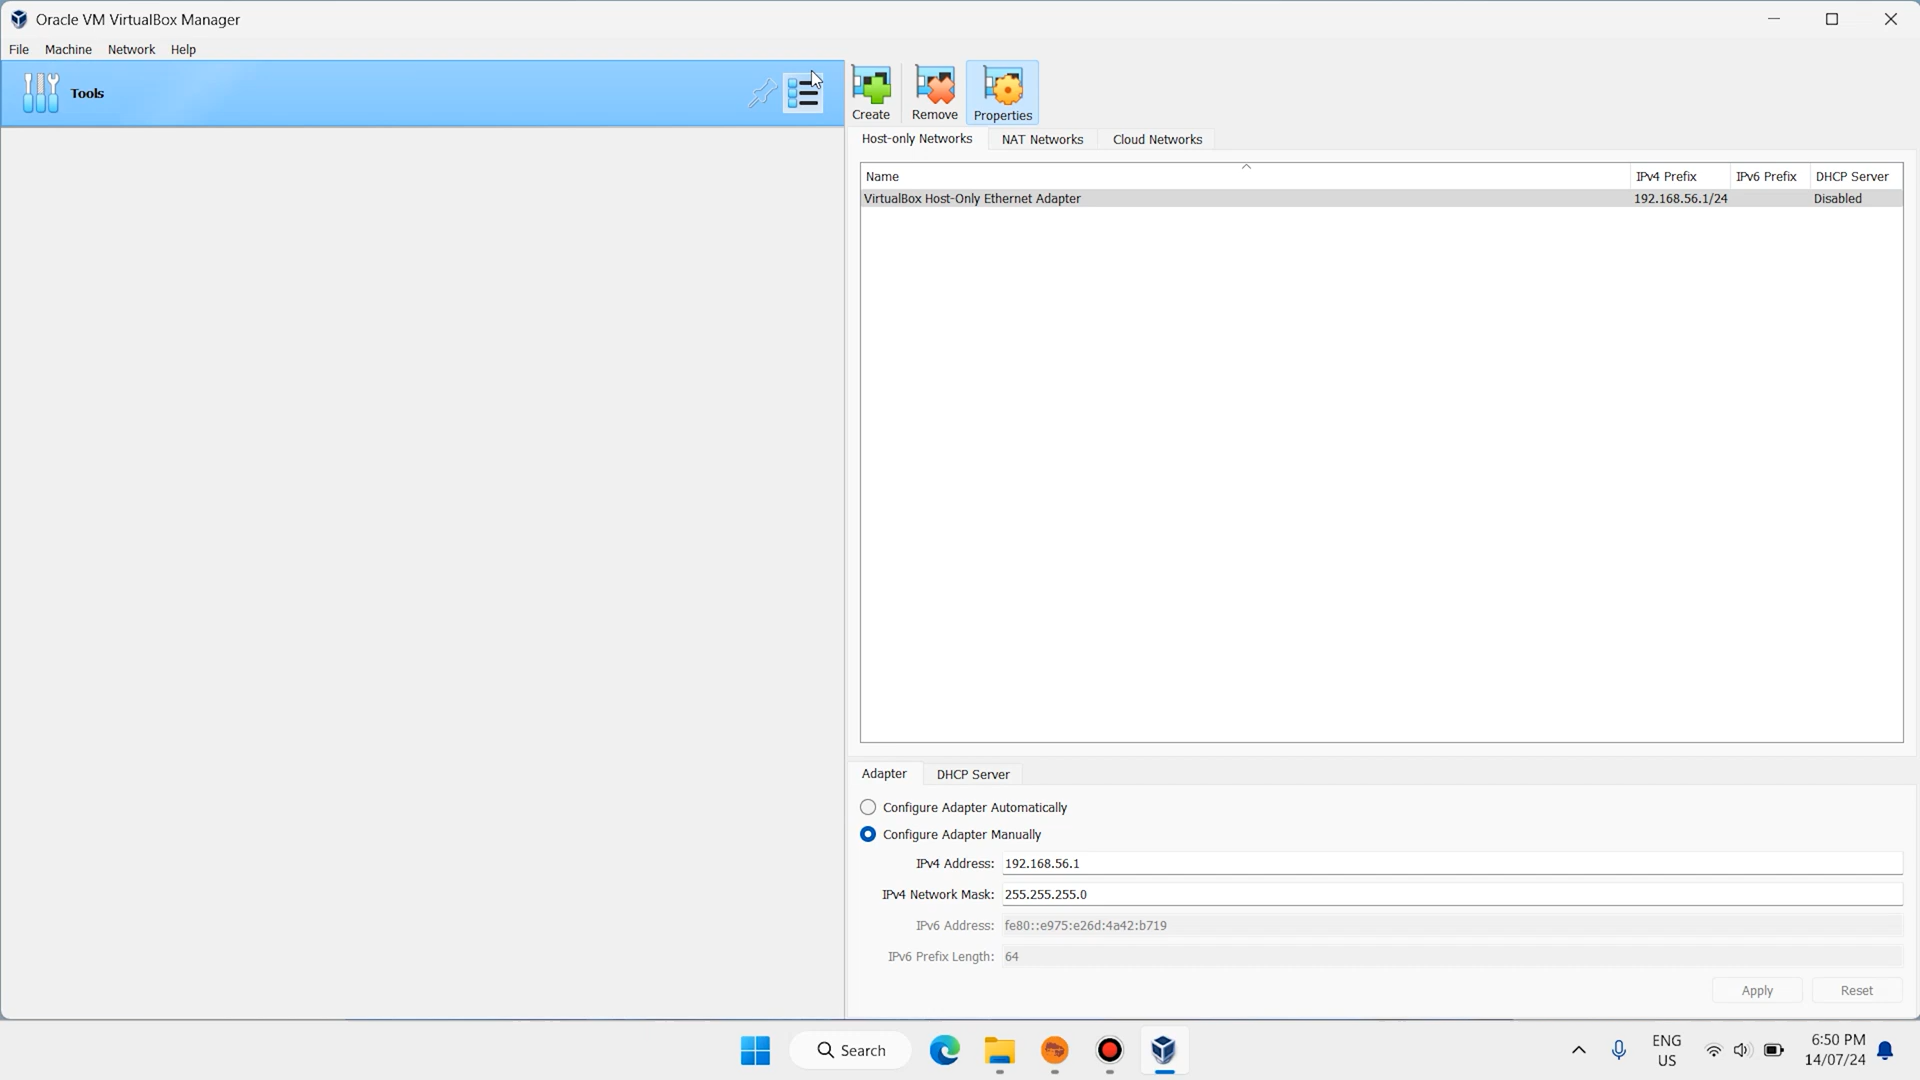 Oracle VM VirtualBox Manager
File Machine Network Help
Tools
Create Remove Properties
Host-only Networks NAT Networks Cloud Networks
Name IPv4 Prefix IPv6 Prefix DHCP Server
VirtualBox Host-Only Ethernet Adapter 192.168.56.1/24 Disabled
Adapter DHCP Server
Configure Adapter Automatically
Configure Adapter Manually
IPv4 Address: 192.168.56.1
IPv4 Network Mask: 255.255.255.0
IPv6 Address: fe80::e975:e26d:4a42:b719
IPv6 Prefix Length: 64
Apply Reset
Search
ENG
US
6:50 PM
14/07/24